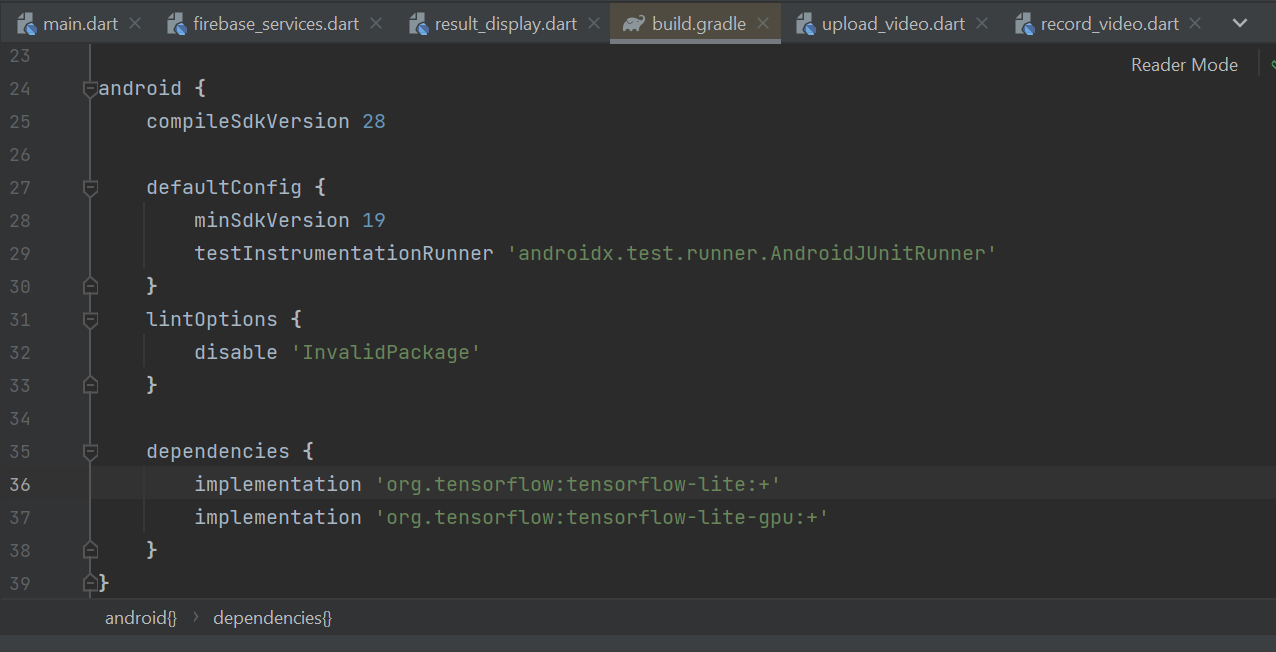 main.dart firebase_services.dart result_display.dart build.gradle upload_video.dart record_video.dart
Reader Mode
23
24 android {
25 compileSdkVersion 28
26
27 defaultConfig {
28 minSdkVersion 19
29 testInstrumentationRunner 'androidx.test.runner.AndroidJUnitRunner'
30 }
31 lintOptions {
32 disable 'InvalidPackage'
33 }
34
35 dependencies {
36 implementation 'org.tensorflow:tensorflow-lite:+'
37 implementation 'org.tensorflow:tensorflow-lite-gpu:+'
38 }
39 }
android{} › dependencies{}